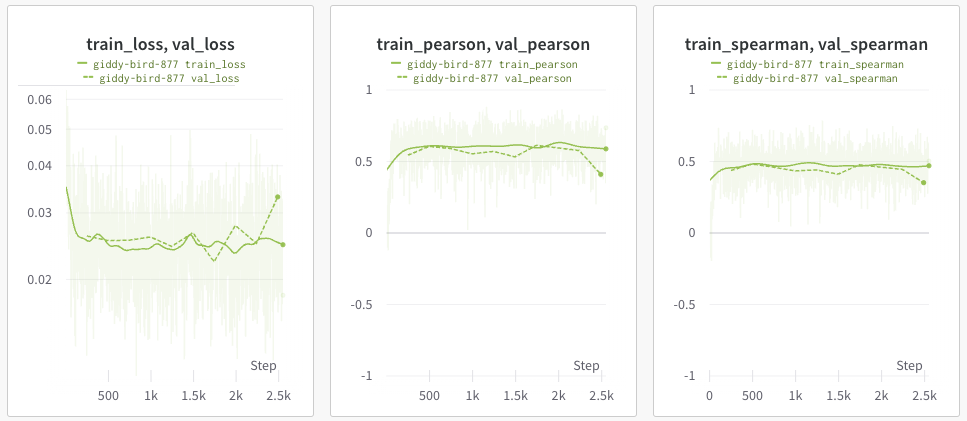 train_loss, val_loss
giddy-bird-877 train_loss
giddy-bird-877 val_loss
0.06
0.05
0.04
0.03
0.02
Step
500 1k 1.5k 2k 2.5k
train_pearson, val_pearson
giddy-bird-877 train_pearson
giddy-bird-877 val_pearson
1
0.5
0
-0.5
-1
Step
500 1k 1.5k 2k 2.5k
train_spearman, val_spearman
giddy-bird-877 train_spearman
giddy-bird-877 val_spearman
1
0.5
0
-0.5
-1
Step
0 500 1k 1.5k 2k 2.5k